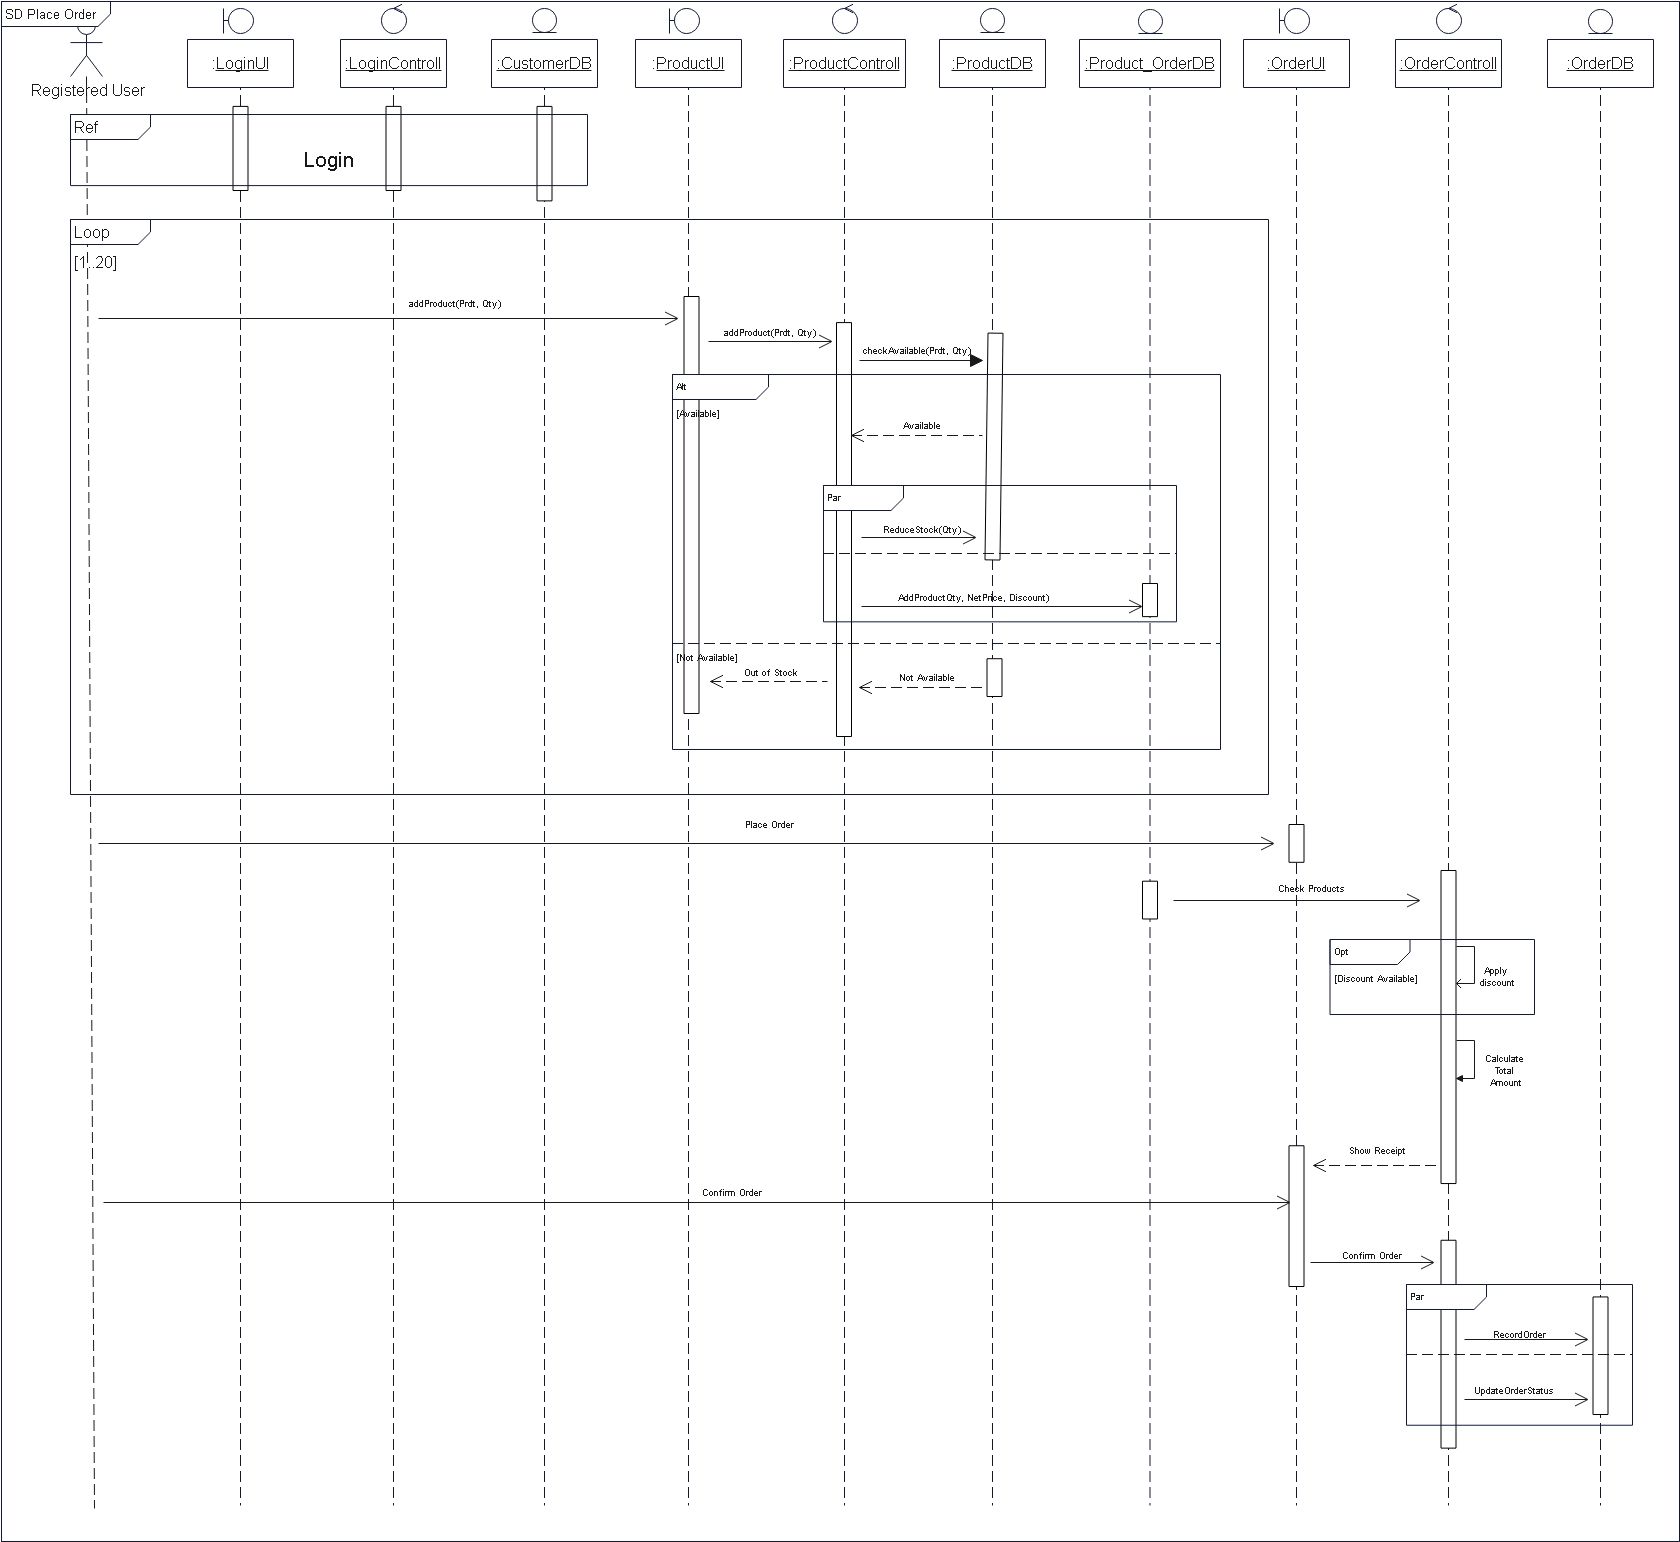 SD Place Order
Registered User
:LoginUI
:LoginControll
:CustomerDB
:ProductUI
:ProductControll
:ProductDB
:Product_OrderDB
:OrderUI
:OrderControll
:OrderDB
Ref
Login
Loop
[1..20]
addProduct(Prdt, Qty)
addProduct(Prdt, Qty)
checkAvailable(Prdt, Qty)
Alt
[Available]
Available
Par
ReduceStock(Qty)
AddProductQty, NetPrice, Discount)
[Not Available]
Out of Stock
Not Available
Place Order
Check Products
Opt
[Discount Available]
Apply
discount
Calculate
Total
Amount
Show Receipt
Confirm Order
Confirm Order
Par
RecordOrder
UpdateOrderStatus